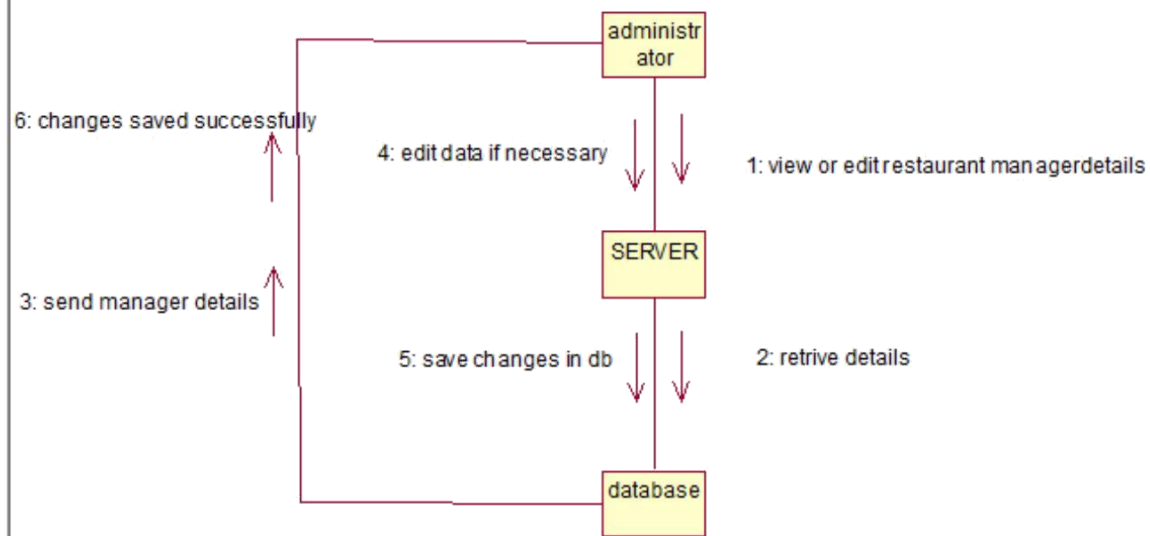 administr
ator
6: changes saved successfully
4: edit data if necessary
1: view or edit restaurant managerdetails
SERVER
3: send manager details
5: save changes in db
2: retrive details
database